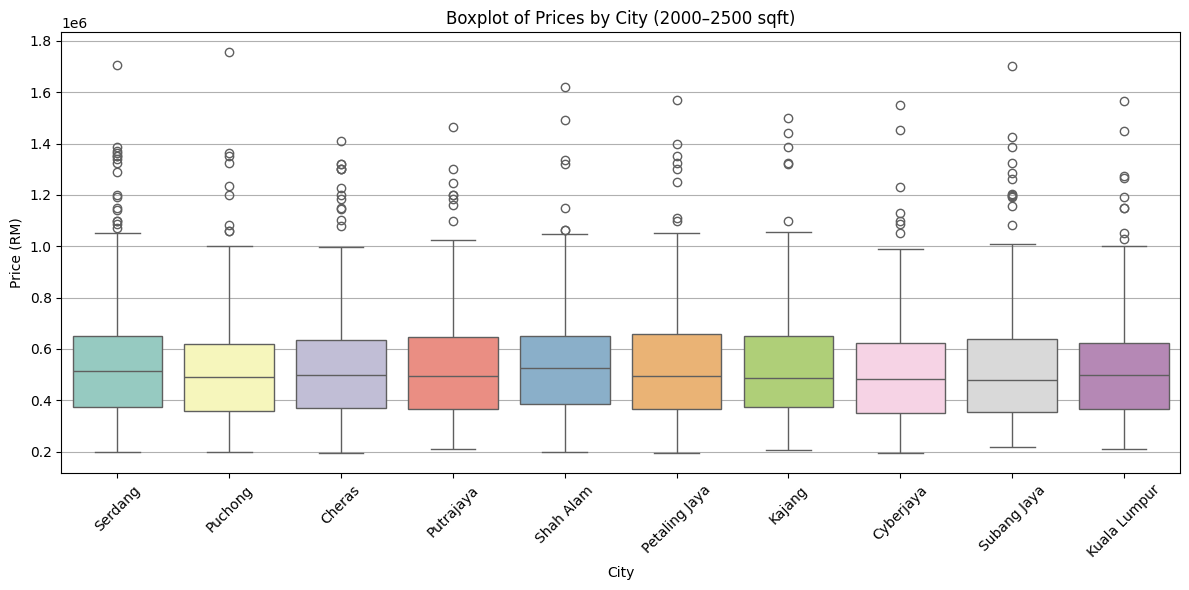 Boxplot of Prices by City (2000–2500 sqft)
1e6
1.8
1.6
1.4
1.2
1.0
0.8
0.6
0.4
0.2
Price (RM)
Serdang
Puchong
Cheras
Putrajaya
Shah Alam
Petaling Jaya
Kajang
Cyberjaya
Subang Jaya
Kuala Lumpur
City